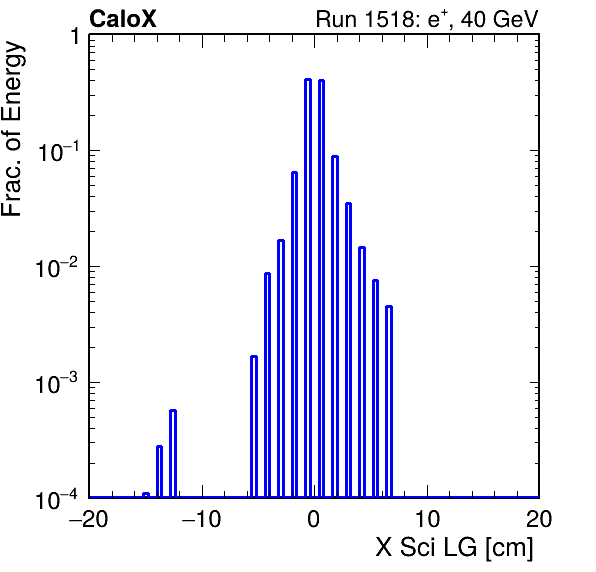 CaloX Run 1518: e⁺, 40 GeV
Frac. of Energy
1
10⁻¹
10⁻²
10⁻³
10⁻⁴
−20 −10 0 10 20
X Sci LG [cm]